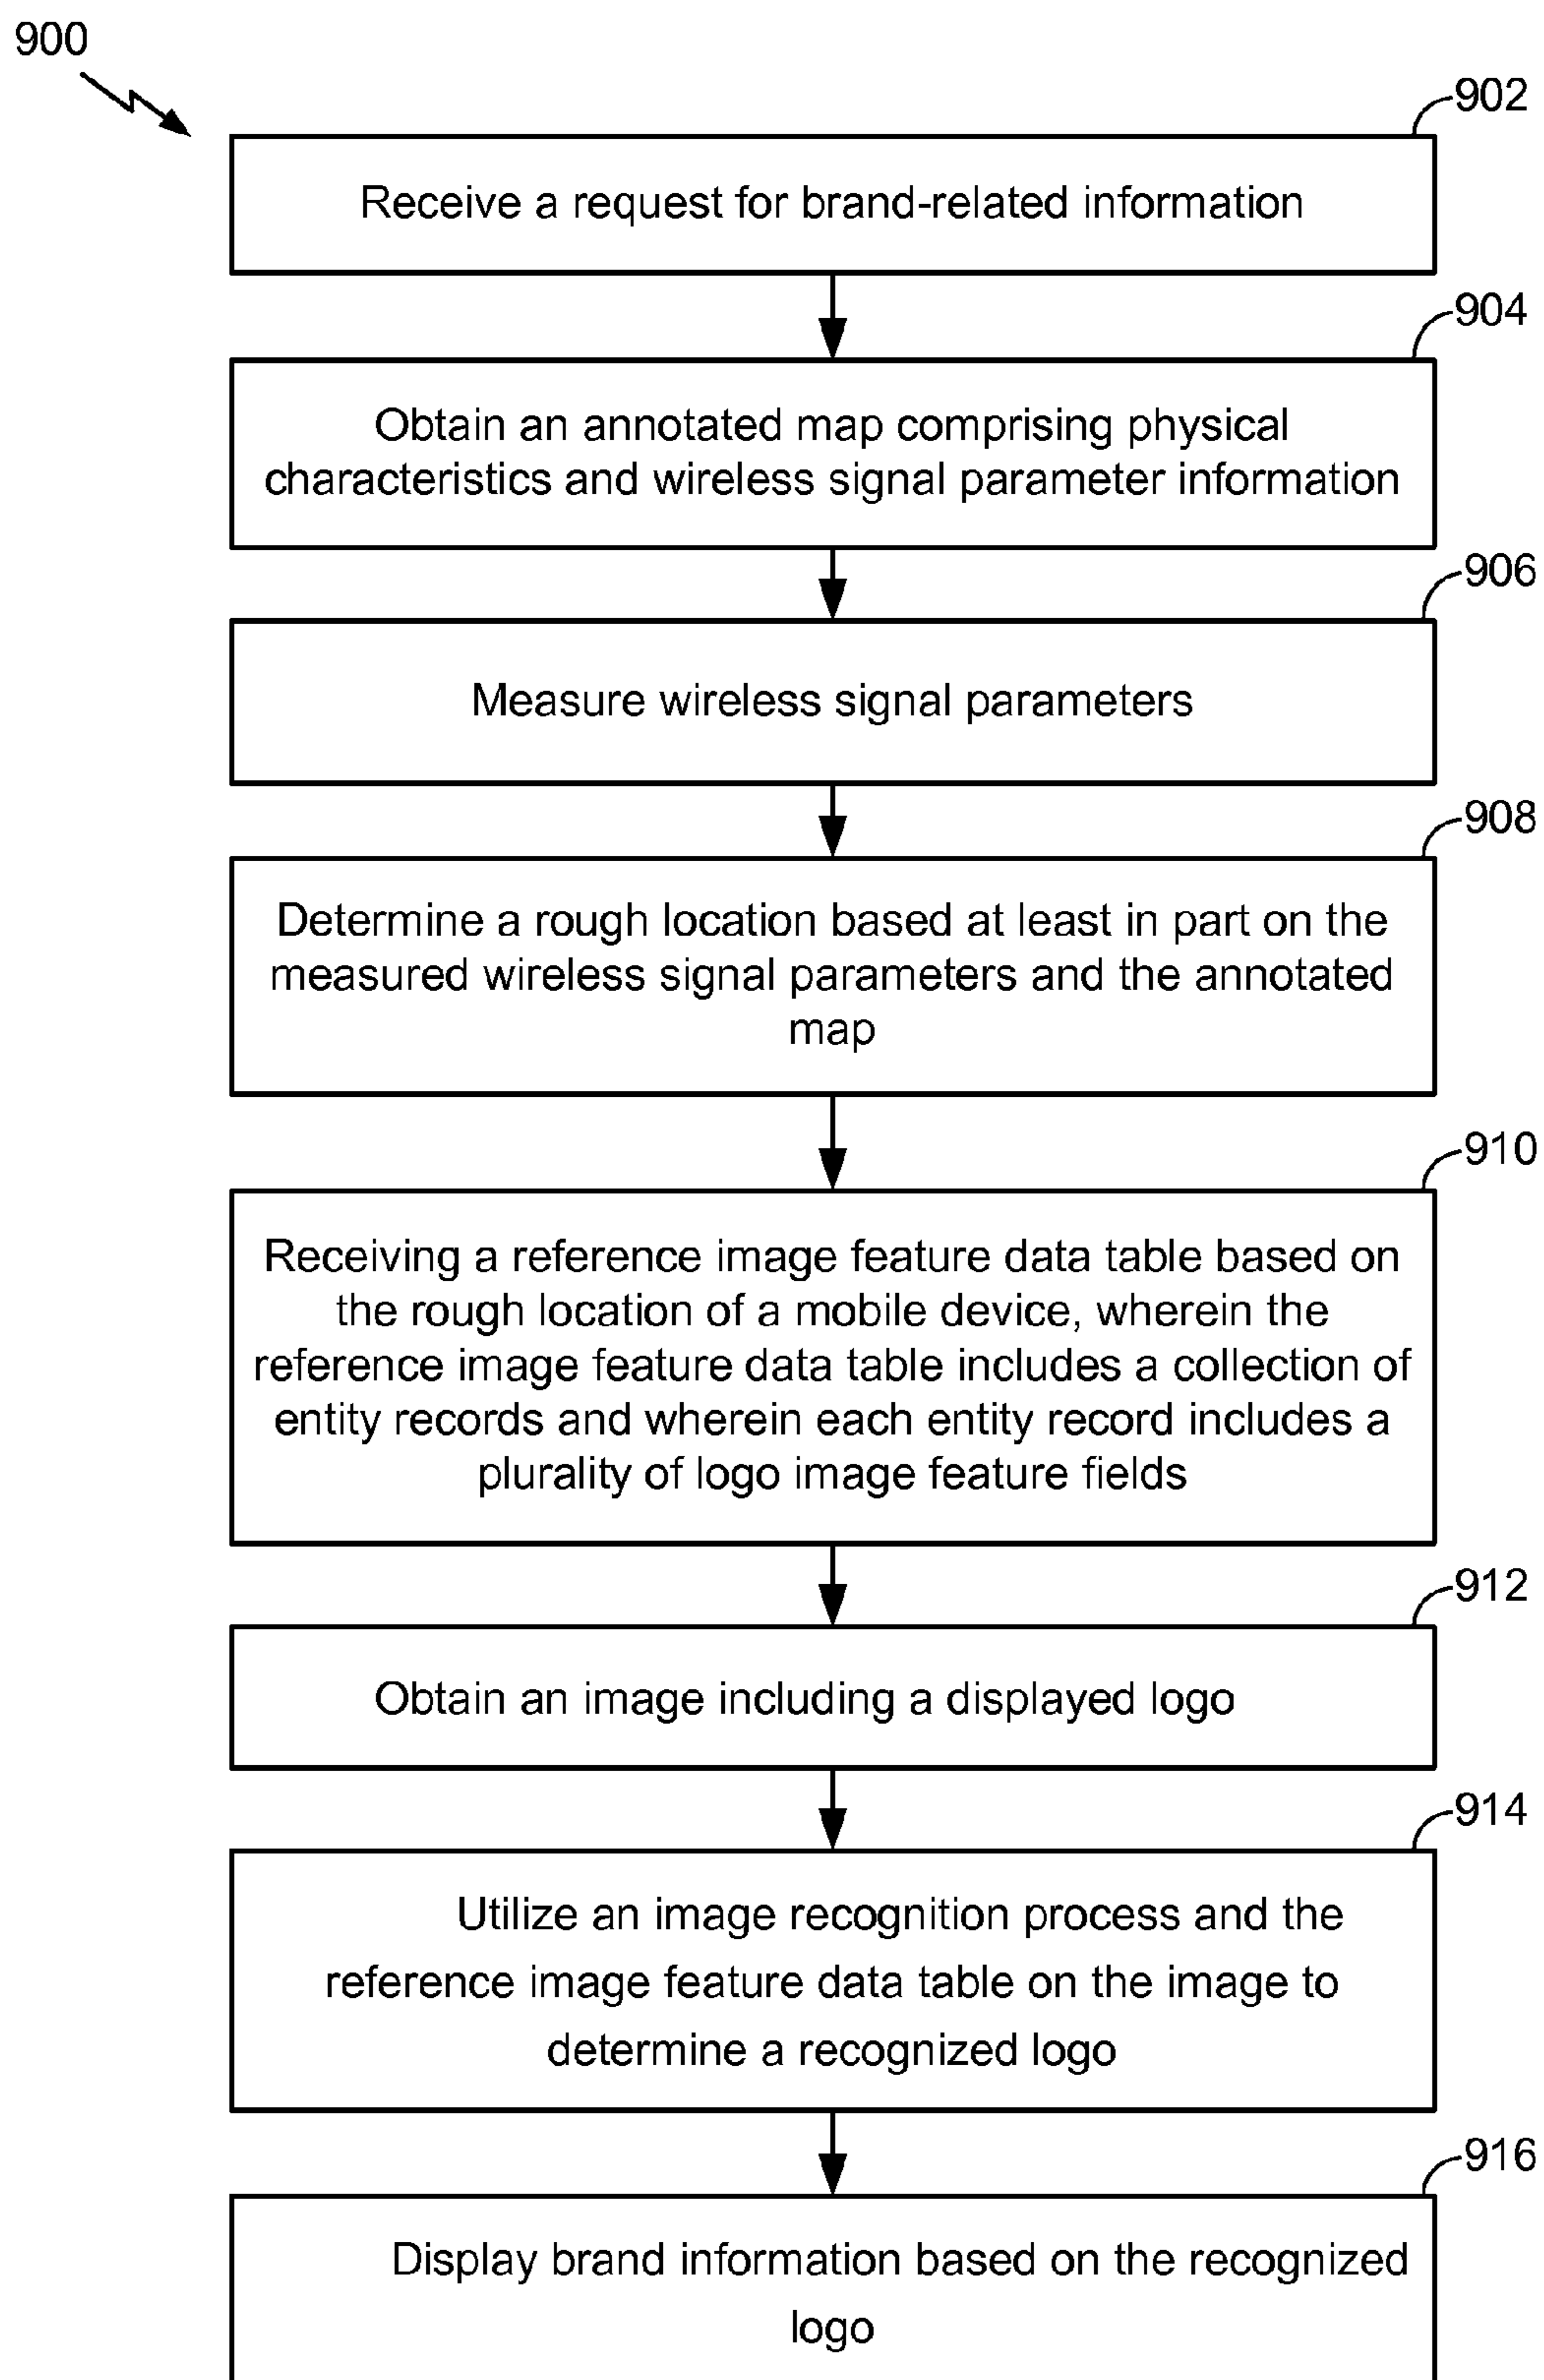 900
902
Receive a request for brand-related information
904
Obtain an annotated map comprising physical
characteristics and wireless signal parameter information
906
Measure wireless signal parameters
908
Determine a rough location based at least in part on the
measured wireless signal parameters and the annotated
map
910
Receiving a reference image feature data table based on
the rough location of a mobile device, wherein the
reference image feature data table includes a collection of
entity records and wherein each entity record includes a
plurality of logo image feature fields
912
Obtain an image including a displayed logo
914
Utilize an image recognition process and the
reference image feature data table on the image to
determine a recognized logo
916
Display brand information based on the recognized
logo